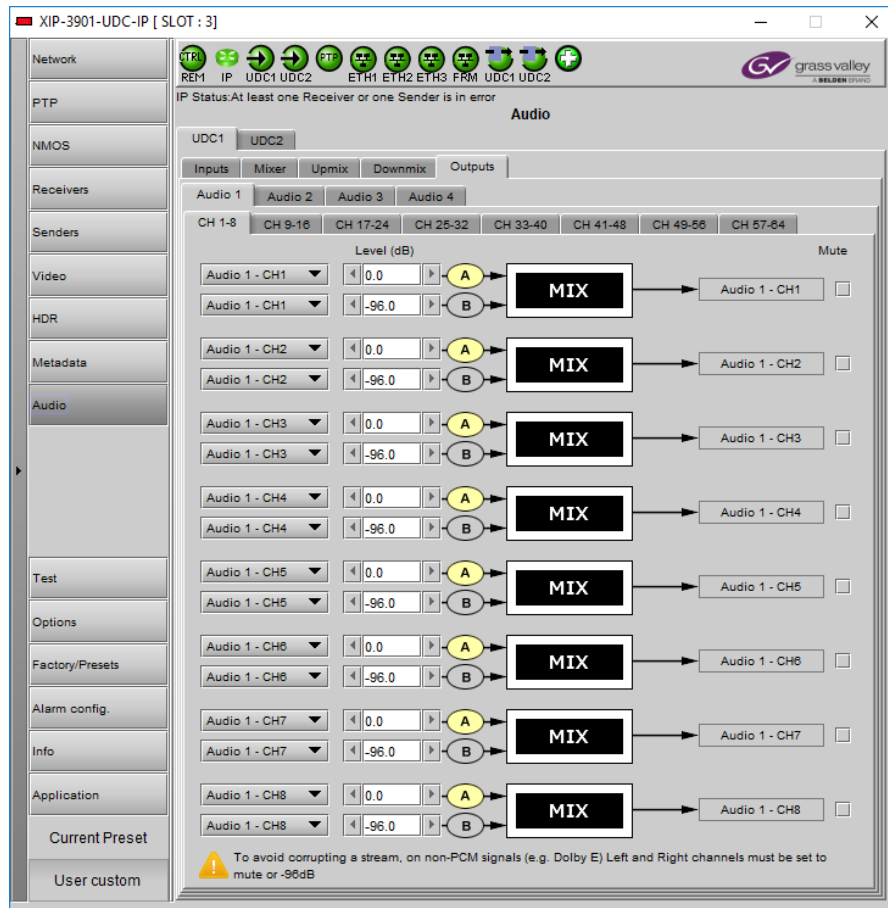 XIP-3901-UDC-IP [ SLOT : 3]
Network
PTP
NMOS
Receivers
Senders
Video
HDR
Metadata
Audio
Test
Options
Factory/Presets
Alarm config.
Info
Application
Current Preset
User custom
CTRL PTP
REM IP UDC1 UDC2 ETH1 ETH2 ETH3 FRM UDC1 UDC2
GV grassvalley
A BELDEN BRAND
IP Status:At least one Receiver or one Sender is in error
Audio
UDC1 UDC2
Inputs Mixer Upmix Downmix Outputs
Audio 1 Audio 2 Audio 3 Audio 4
CH 1-8 CH 9-16 CH 17-24 CH 25-32 CH 33-40 CH 41-48 CH 49-56 CH 57-64
Level (dB) Mute
Audio 1 - CH1 0.0 A
MIX Audio 1 - CH1
Audio 1 - CH1 -96.0 B
Audio 1 - CH2 0.0 A
MIX Audio 1 - CH2
Audio 1 - CH2 -96.0 B
Audio 1 - CH3 0.0 A
MIX Audio 1 - CH3
Audio 1 - CH3 -96.0 B
Audio 1 - CH4 0.0 A
MIX Audio 1 - CH4
Audio 1 - CH4 -96.0 B
Audio 1 - CH5 0.0 A
MIX Audio 1 - CH5
Audio 1 - CH5 -96.0 B
Audio 1 - CH6 0.0 A
MIX Audio 1 - CH6
Audio 1 - CH6 -96.0 B
Audio 1 - CH7 0.0 A
MIX Audio 1 - CH7
Audio 1 - CH7 -96.0 B
Audio 1 - CH8 0.0 A
MIX Audio 1 - CH8
Audio 1 - CH8 -96.0 B
To avoid corrupting a stream, on non-PCM signals (e.g. Dolby E) Left and Right channels must be set to
mute or -96dB